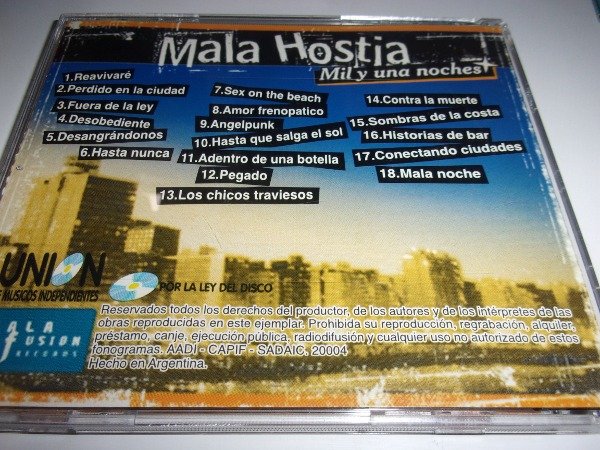 Mala Hostia
Mil y una noches
1.Reavivaré
2.Perdido en la ciudad
3.Fuera de la ley
4.Desobediente
5.Desangrándonos
6.Hasta nunca
7.Sex on the beach
8.Amor frenopatico
9.Angelpunk
10.Hasta que salga el sol
11.Adentro de una botella
12.Pegado
13.Los chicos traviesos
14.Contra la muerte
15.Sombras de la costa
16.Historias de bar
17.Conectando ciudades
18.Mala noche
UNION
MUSICOS INDEPENDIENTES
POR LA LEY DEL DISCO
ALA
FUSION
RECORDS
Reservados todos los derechos del productor, de los autores y de los intérpretes de las
obras reproducidas en este ejemplar. Prohibida su reproducción, regrabación, alquiler,
préstamo, canje, ejecución pública, radiodifusión y cualquier uso no autorizado de estos
fonogramas. AADI - CAPIF - SADAIC, 20004
Hecho en Argentina.